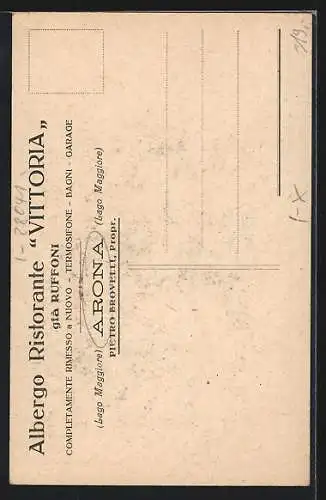 Albergo Ristorante “VITTORIA„
già RUFFONI
COMPLETAMENTE RIMESSO a NUOVO - TERMOSIFONE - BAGNI - GARAGE
(Lago Maggiore) ARONA (Lago Maggiore)
PIETRO BROVELLI, Propr.
I-28041
I-X